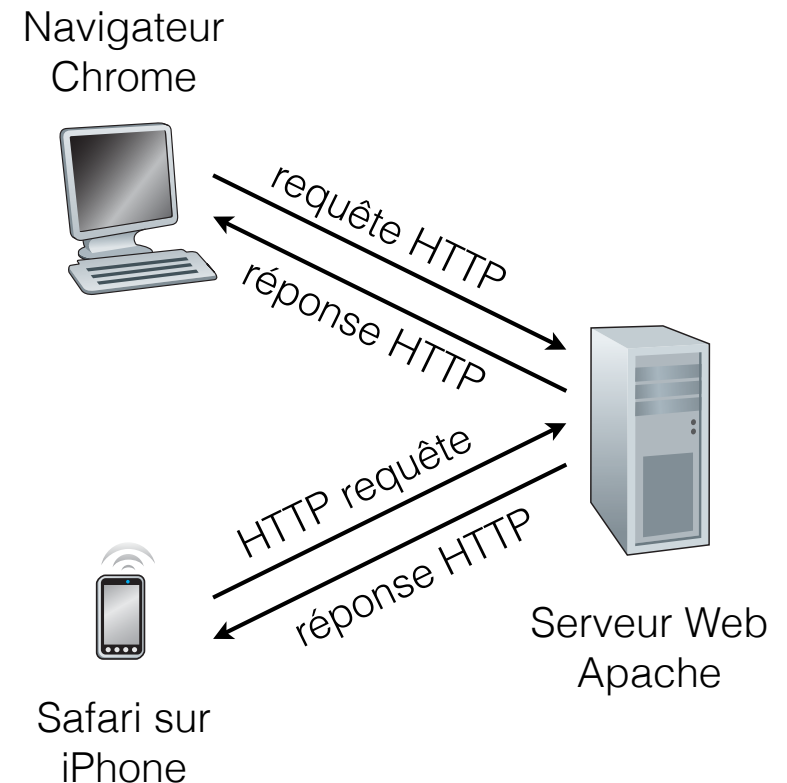 Navigateur
Chrome
requête HTTP
réponse HTTP
HTTP requête
réponse HTTP
Serveur Web
Apache
Safari sur
iPhone